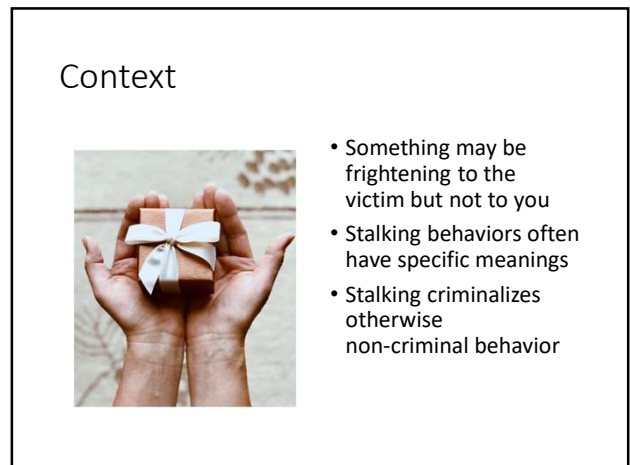 Context
• Something may be
frightening to the
victim but not to you
• Stalking behaviors often
have specific meanings
• Stalking criminalizes
otherwise
non-criminal behavior